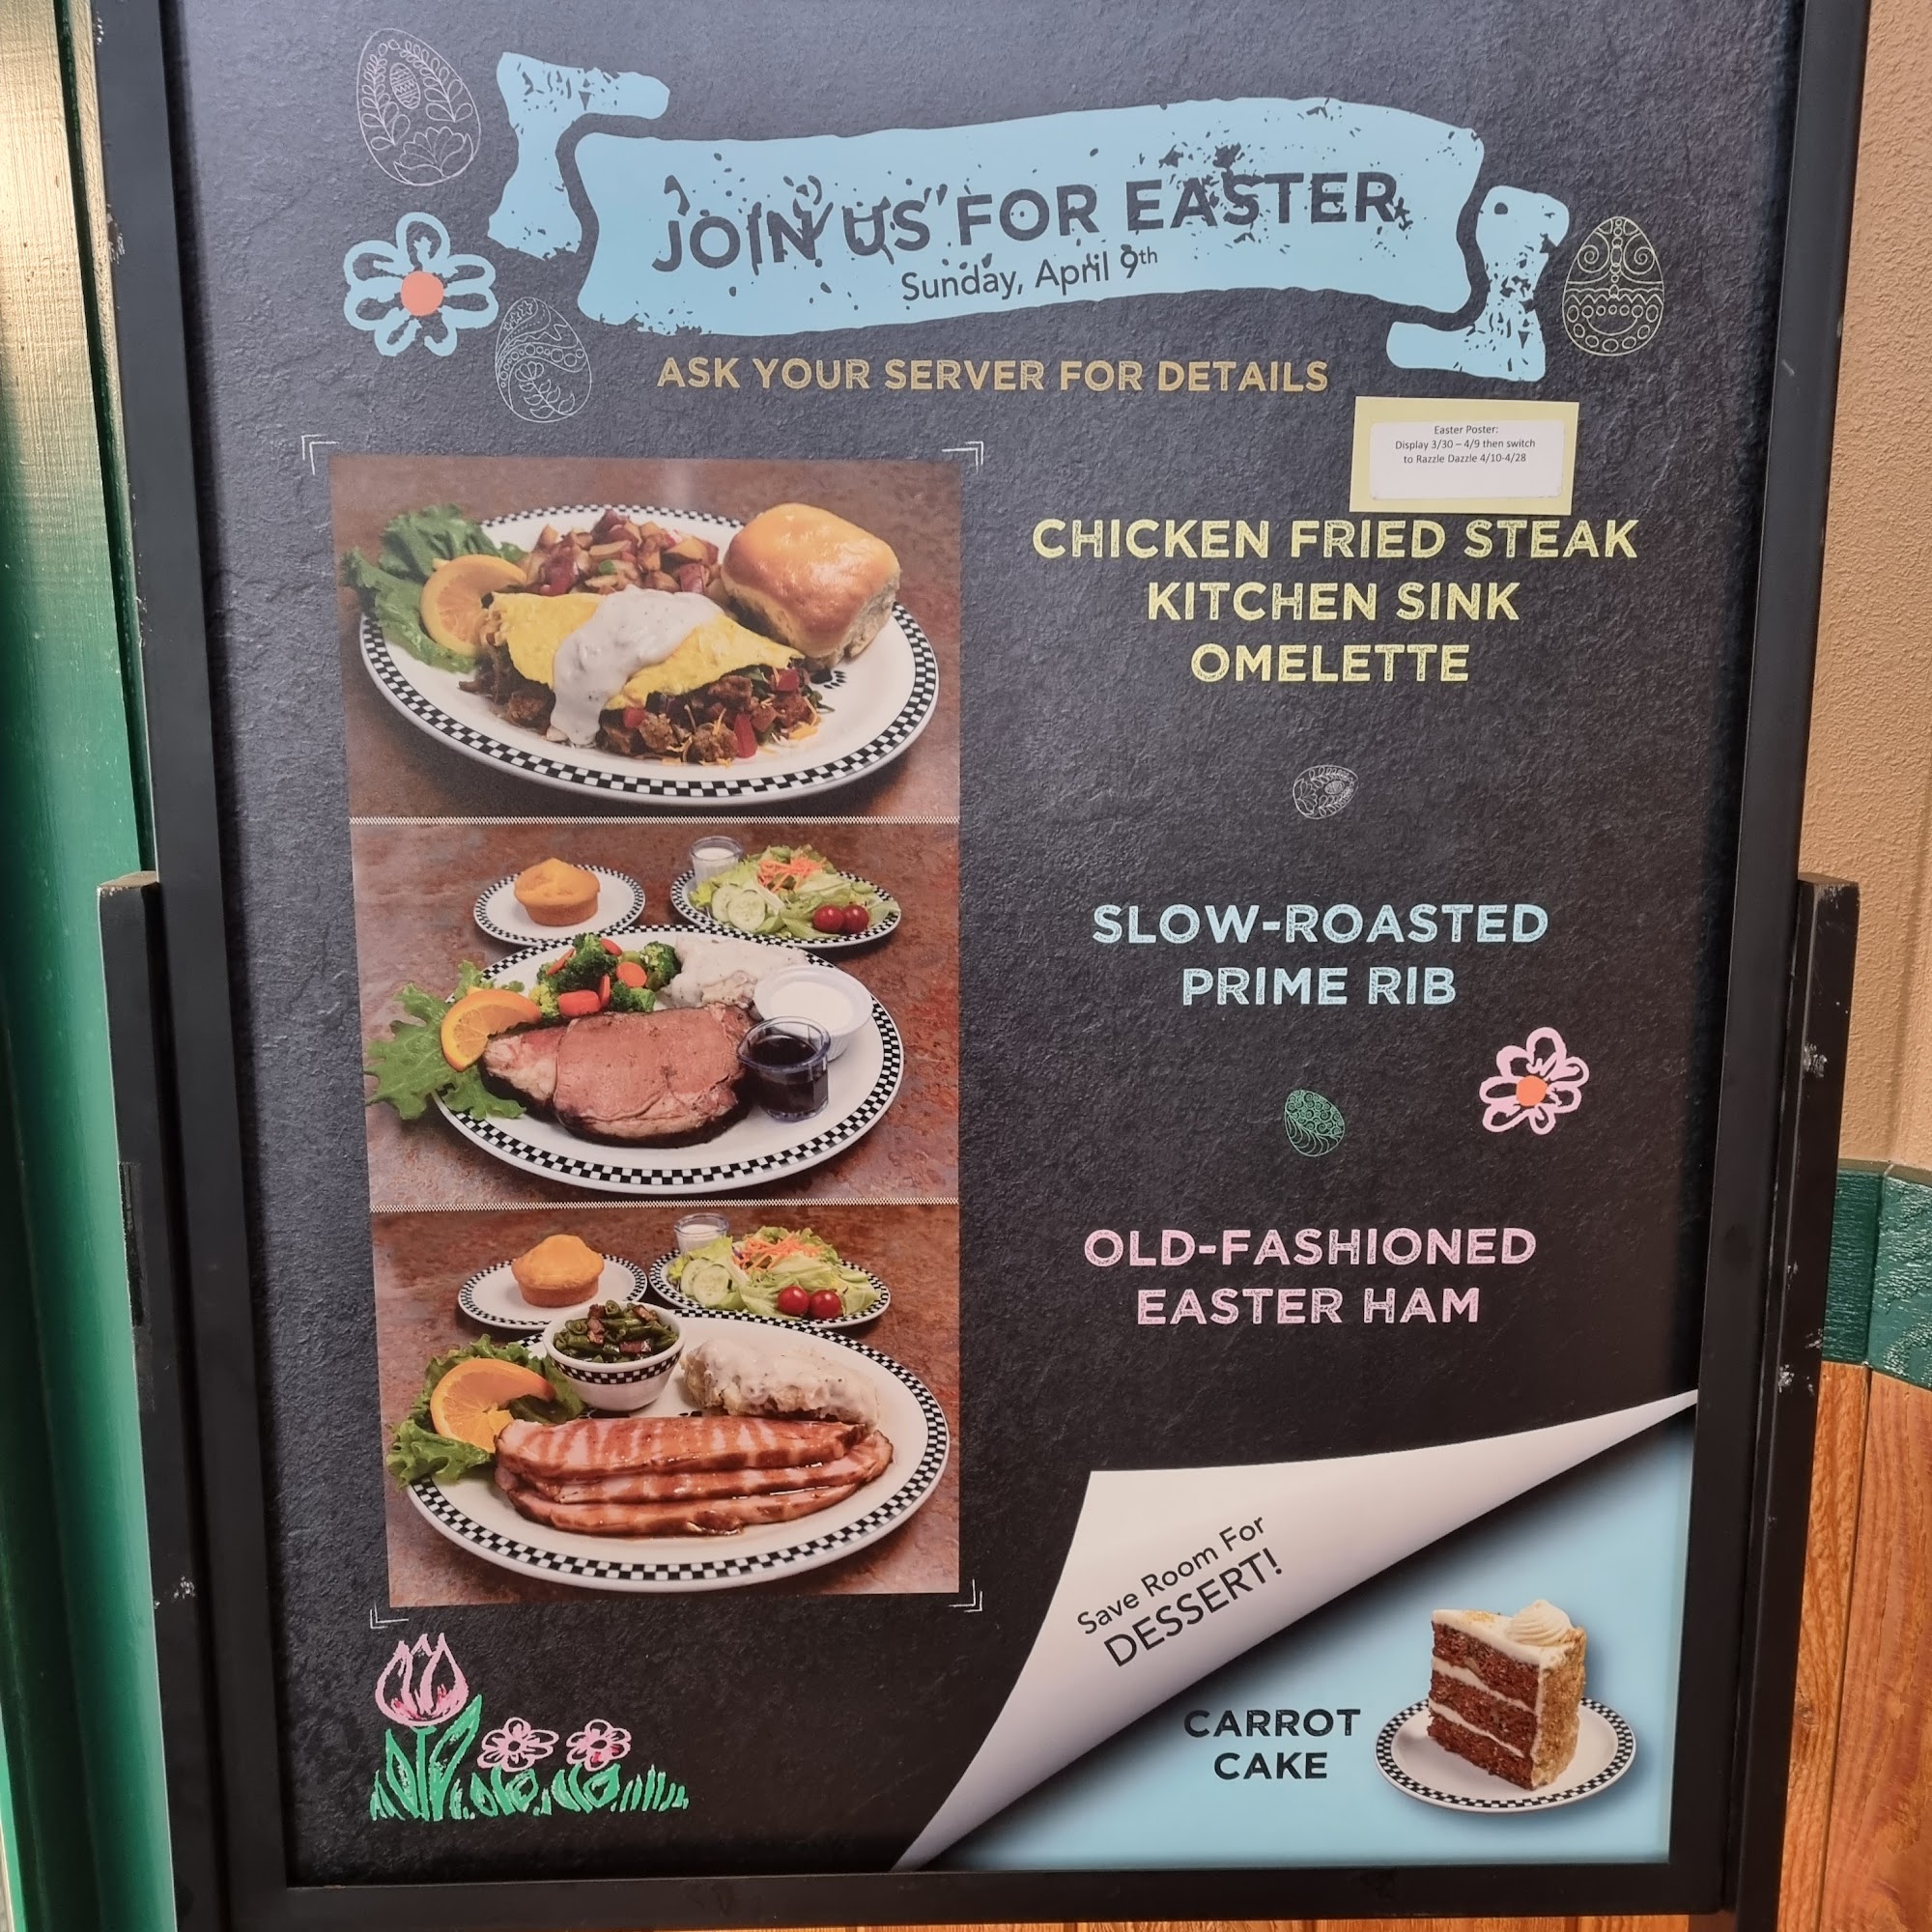 JOIN US FOR EASTER
Sunday, April 9th
ASK YOUR SERVER FOR DETAILS
Easter Poster:
Display 3/30 – 4/9 then switch
to Razzle Dazzle 4/10-4/28
CHICKEN FRIED STEAK
KITCHEN SINK
OMELETTE
SLOW-ROASTED
PRIME RIB
OLD-FASHIONED
EASTER HAM
Save Room For
DESSERT!
CARROT
CAKE